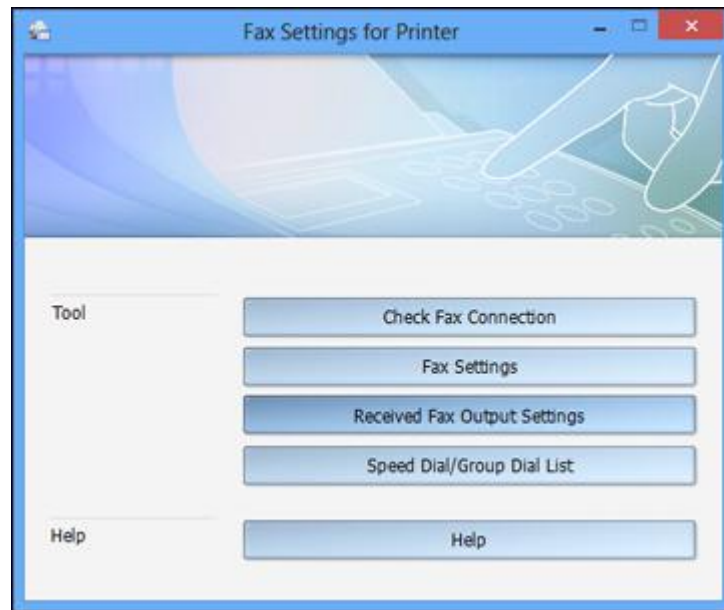 Fax Settings for Printer
Tool
Check Fax Connection
Fax Settings
Received Fax Output Settings
Speed Dial/Group Dial List
Help
Help